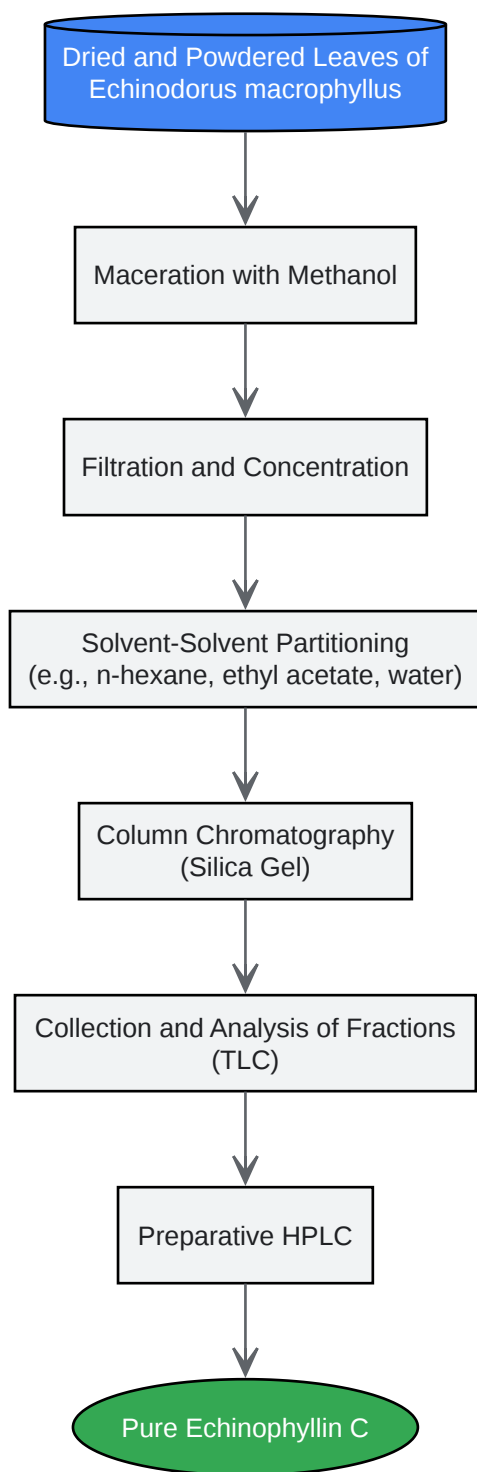 Dried and Powdered Leaves of
Echinodorus macrophyllus
Maceration with Methanol
Filtration and Concentration
Solvent-Solvent Partitioning
(e.g., n-hexane, ethyl acetate, water)
Column Chromatography
(Silica Gel)
Collection and Analysis of Fractions
(TLC)
Preparative HPLC
Pure Echinophyllin C